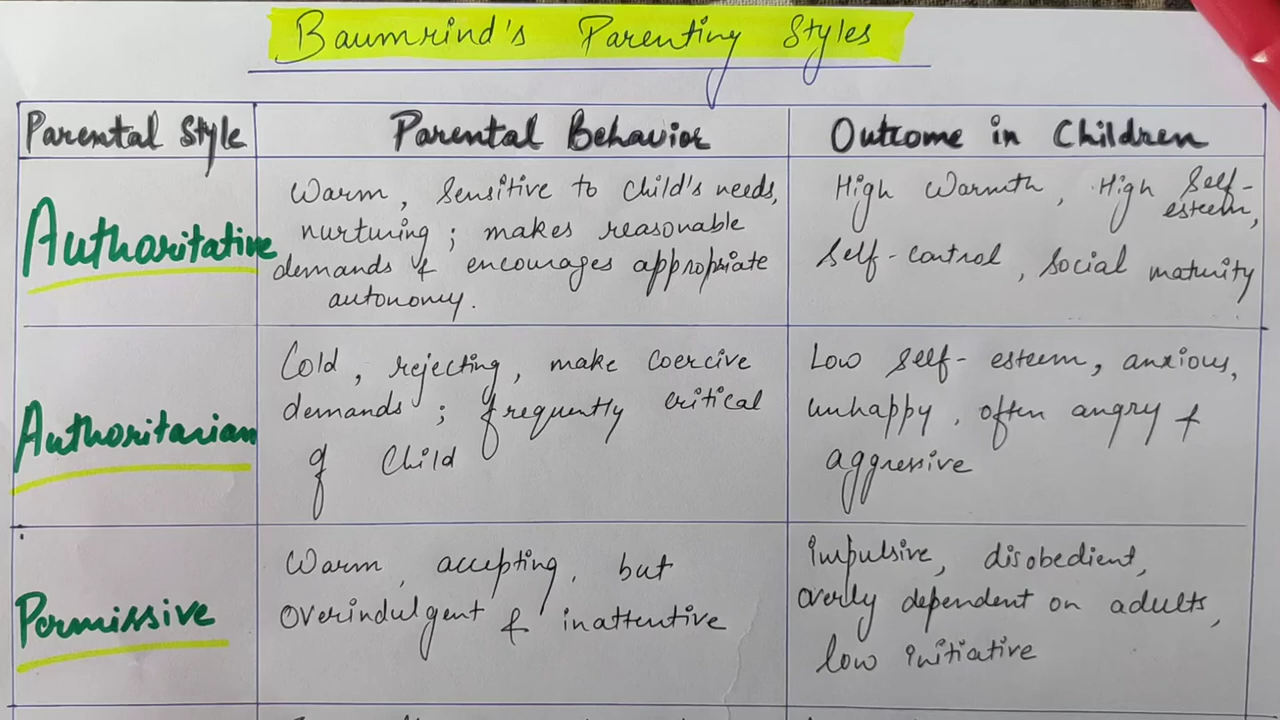 Baumrind's Parenting Styles
Parental Style
Parental Behavior
Outcome in Children
Authoritative
Warm, Sensitive to Child's needs,
nurturing; makes reasonable
demands & encourages appropriate
autonomy.
High Warmth, High Self-
esteem,
Self-control, Social maturity
Authoritarian
Cold, rejecting, make coercive
demands; frequently critical
of Child
Low self-esteem, anxious,
unhappy, often angry &
aggressive
Permissive
Warm, accepting, but
overindulgent & inattentive
impulsive, disobedient,
overly dependent on adults,
low initiative